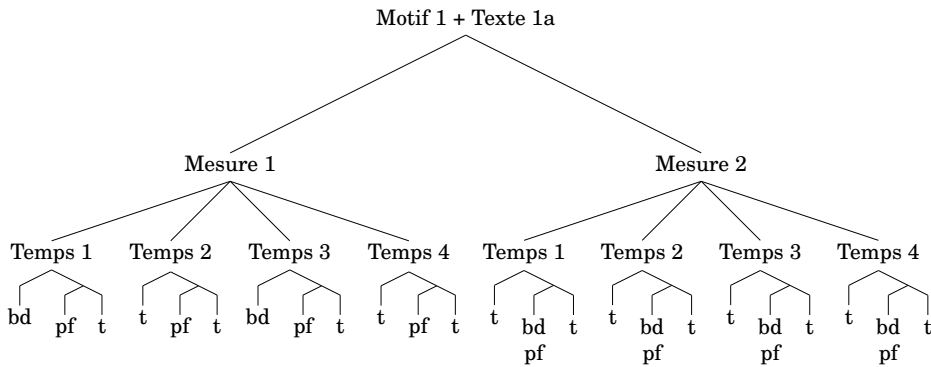 Motif 1 + Texte 1a
Mesure 1 Mesure 2
Temps 1 Temps 2 Temps 3 Temps 4 Temps 1 Temps 2 Temps 3 Temps 4
bd pf t t pf t bd pf t t pf t t bd t t bd t t bd t t bd t
pf pf pf pf